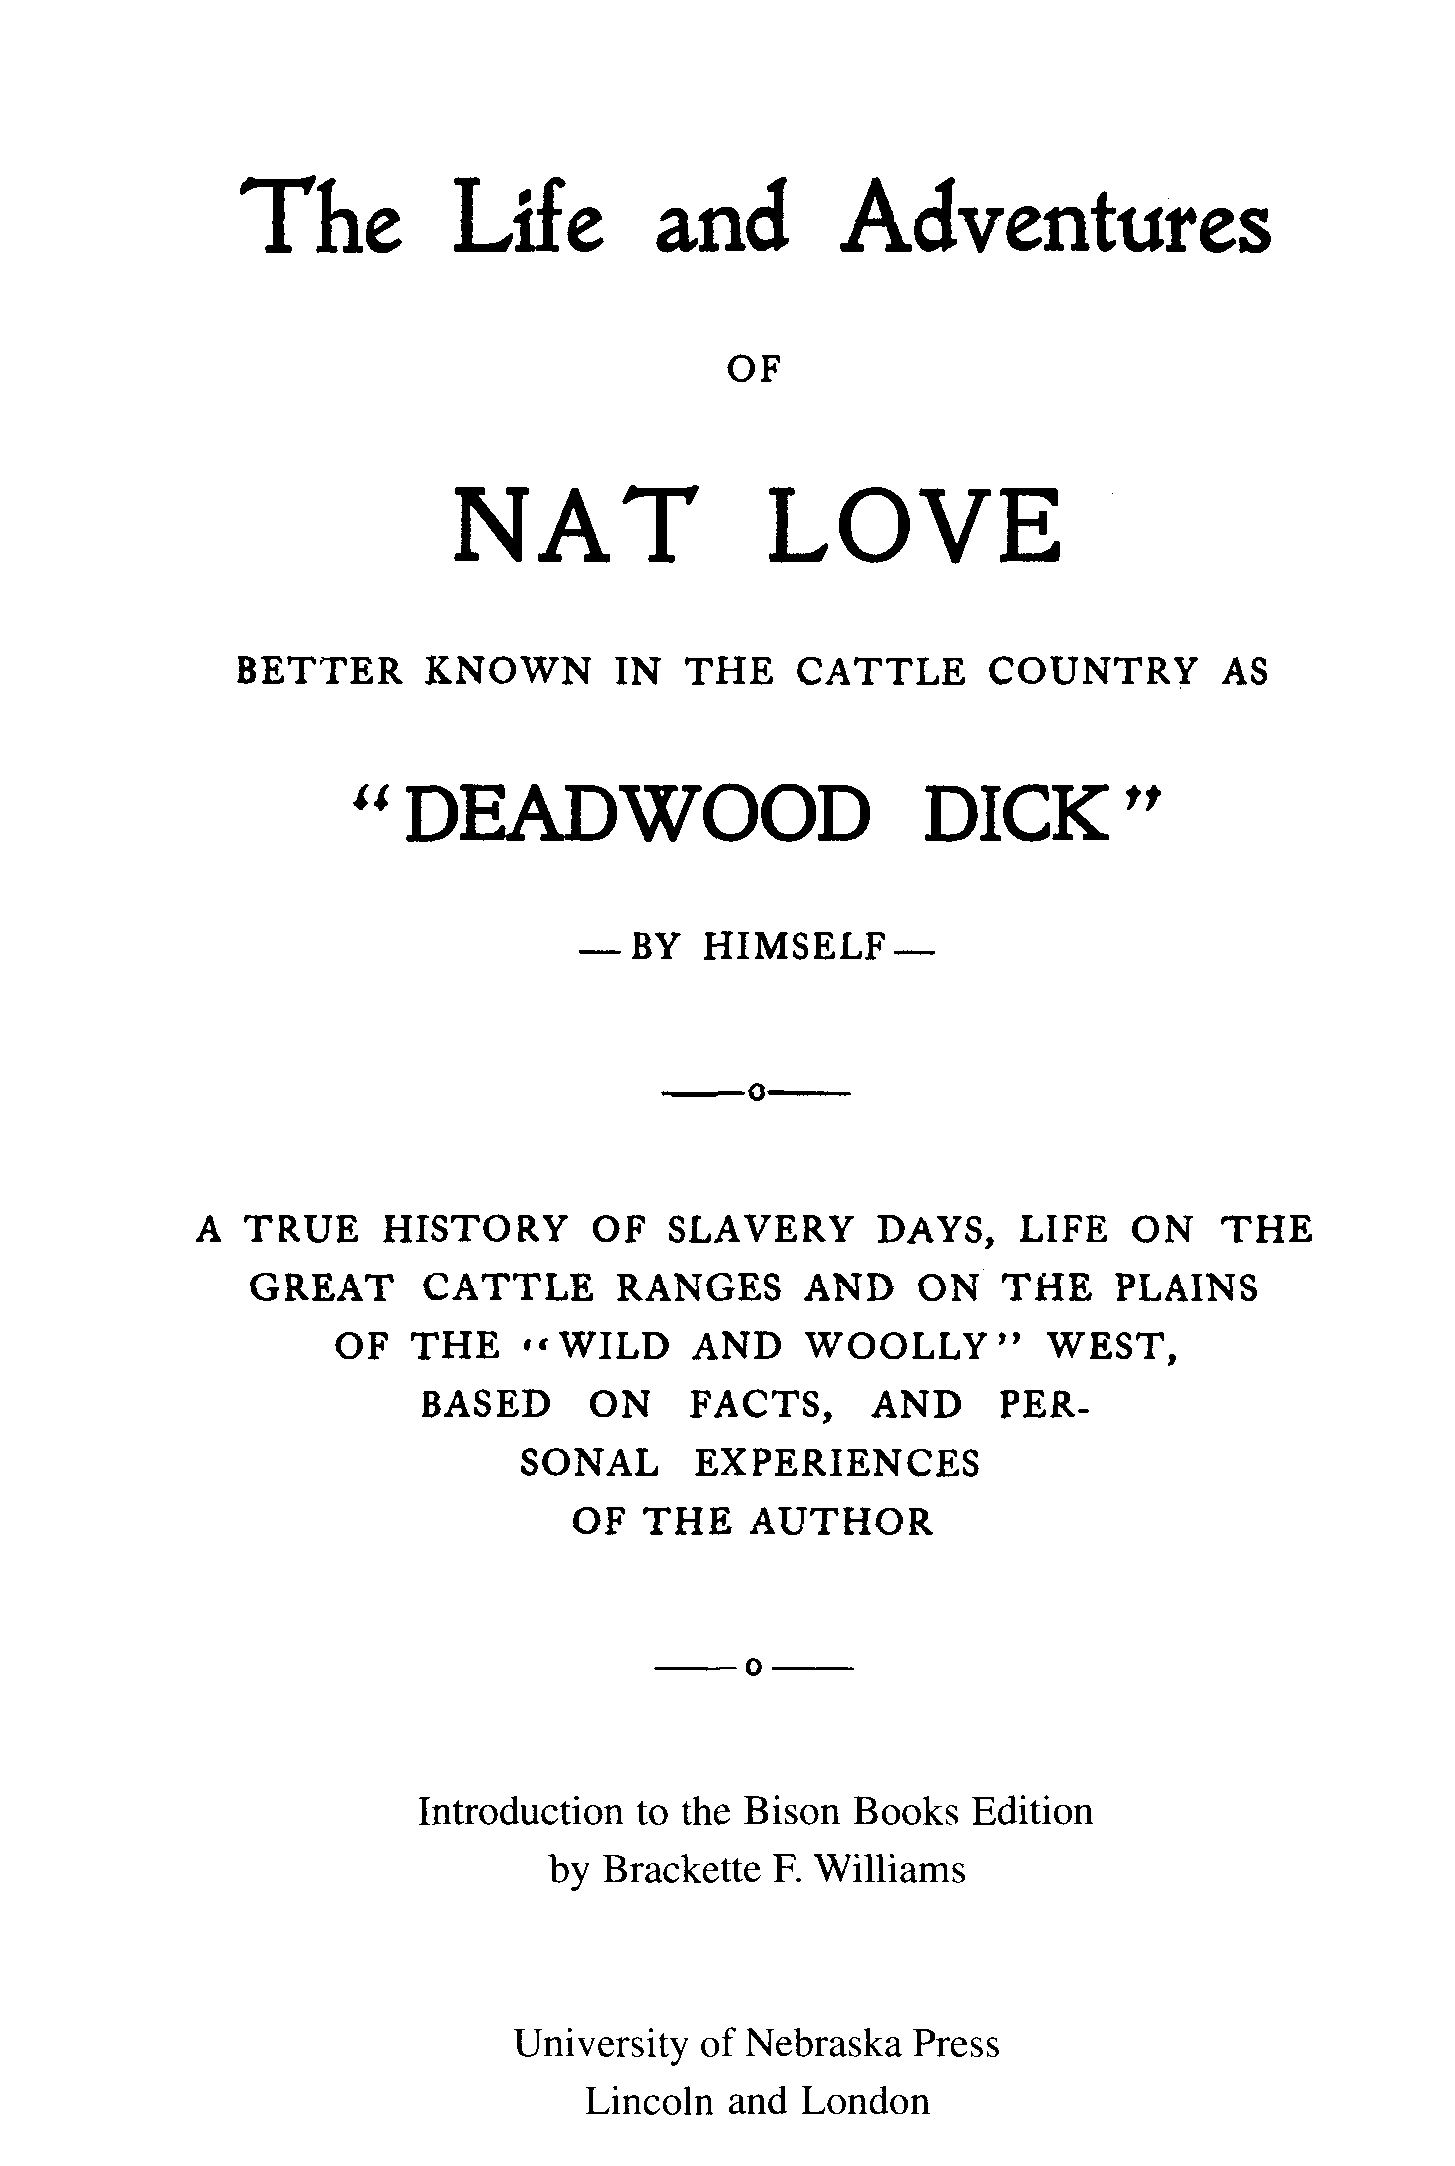 The Life and Adventures
OF
NAT LOVE
BETTER KNOWN IN THE CATTLE COUNTRY AS
"DEADWOOD DICK"
—BY HIMSELF—
——o——
A TRUE HISTORY OF SLAVERY DAYS, LIFE ON THE
GREAT CATTLE RANGES AND ON THE PLAINS
OF THE "WILD AND WOOLLY" WEST,
BASED ON FACTS, AND PER-
SONAL EXPERIENCES
OF THE AUTHOR
——o——
Introduction to the Bison Books Edition
by Brackette F. Williams
University of Nebraska Press
Lincoln and London